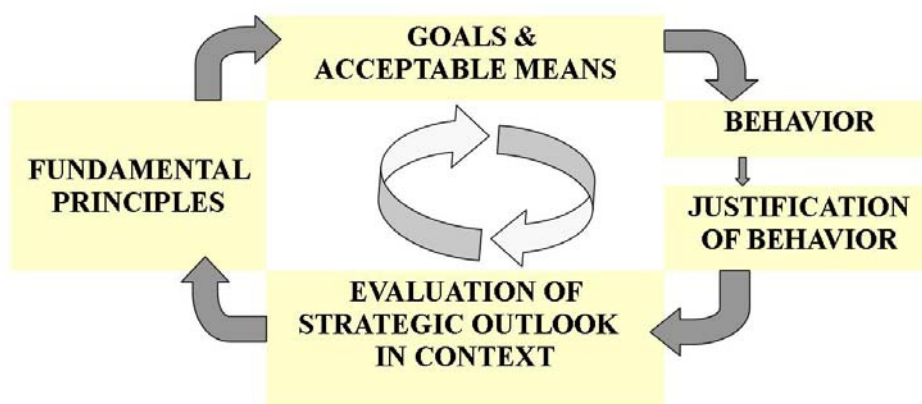 GOALS &
ACCEPTABLE MEANS
BEHAVIOR
FUNDAMENTAL
PRINCIPLES
JUSTIFICATION
OF BEHAVIOR
EVALUATION OF
STRATEGIC OUTLOOK
IN CONTEXT